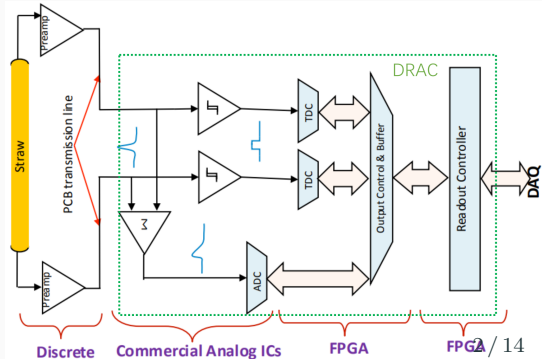 Preamp
DRAC
Straw
PCB transmission line
TDC
TDC
Output Control & Buffer
Readout Controller
DAQ
Σ
ADC
Preamp
Discrete
Commercial Analog ICs
FPGA
FPGA
2/14